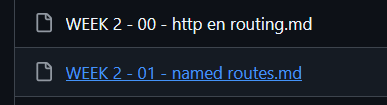 WEEK 2 - 00 - http en routing.md
WEEK 2 - 01 - named routes.md